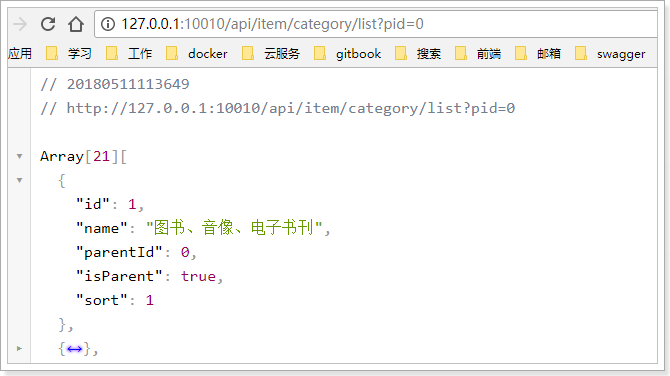 127.0.0.1:10010/api/item/category/list?pid=0
应用 学习 工作 docker 云服务 gitbook 搜索 前端 邮箱 swagger
// 20180511113649
// http://127.0.0.1:10010/api/item/category/list?pid=0
Array[21][
{
"id": 1,
"name": "图书、音像、电子书刊",
"parentId": 0,
"isParent": true,
"sort": 1
},
{↔},